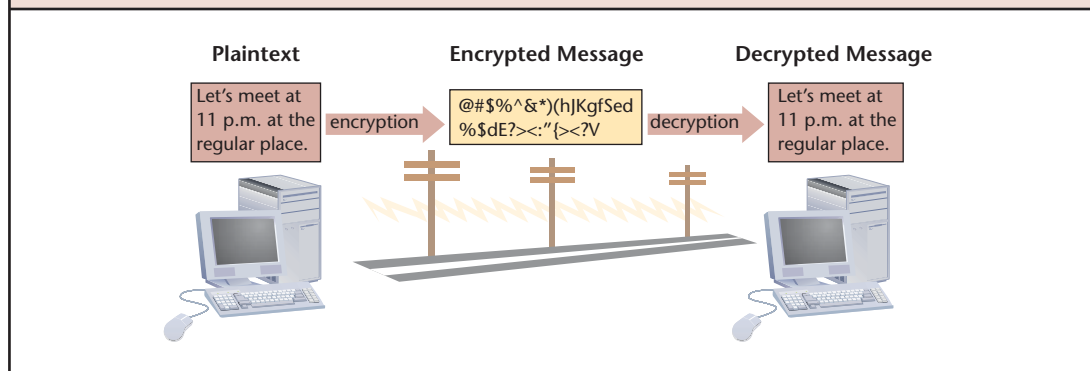 Plaintext
Encrypted Message
Decrypted Message
Let's meet at
11 p.m. at the
regular place.
encryption
@#$%^&*)(hJKgfSed
%$dE?><:"{><?V
decryption
Let's meet at
11 p.m. at the
regular place.